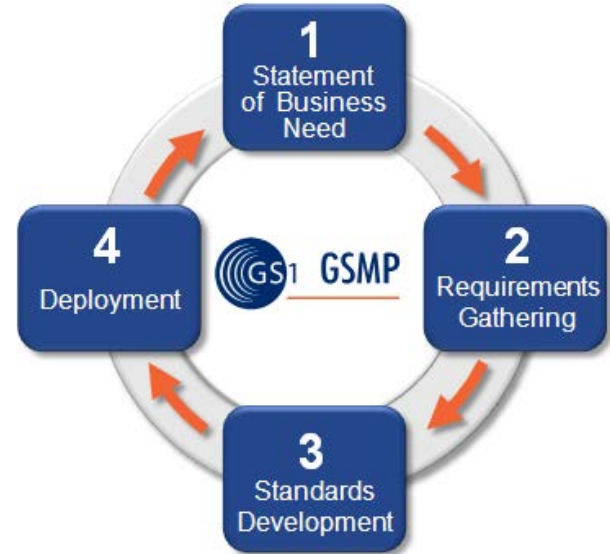 1
Statement
of Business
Need
4
Deployment
GS1 GSMP
2
Requirements
Gathering
3
Standards
Development